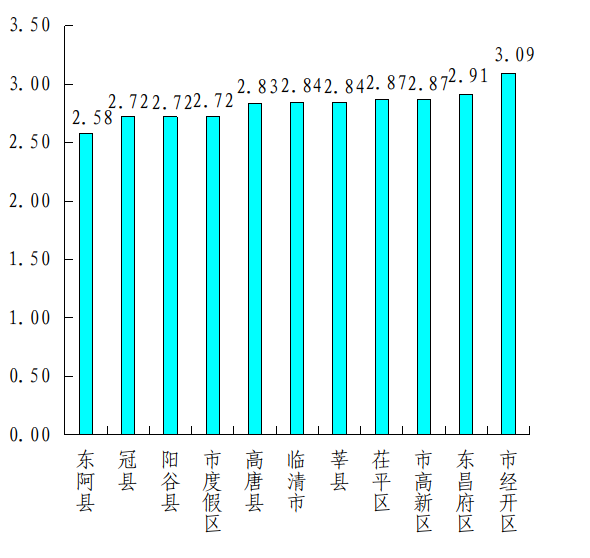 3.50
3.00
2.50
2.00
1.50
1.00
0.50
0.00
2.58
2.72
2.72
2.72
2.83
2.84
2.84
2.87
2.87
2.91
3.09
东阿县
冠县
阳谷县
市度假区
高唐县
临清市
莘县
茌平区
市高新区
东昌府区
市经开区